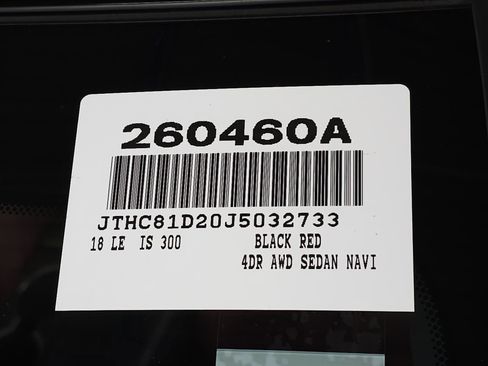 260460A
JTHC81D20J5032733
18 LE IS 300 BLACK RED
4DR AWD SEDAN NAVI